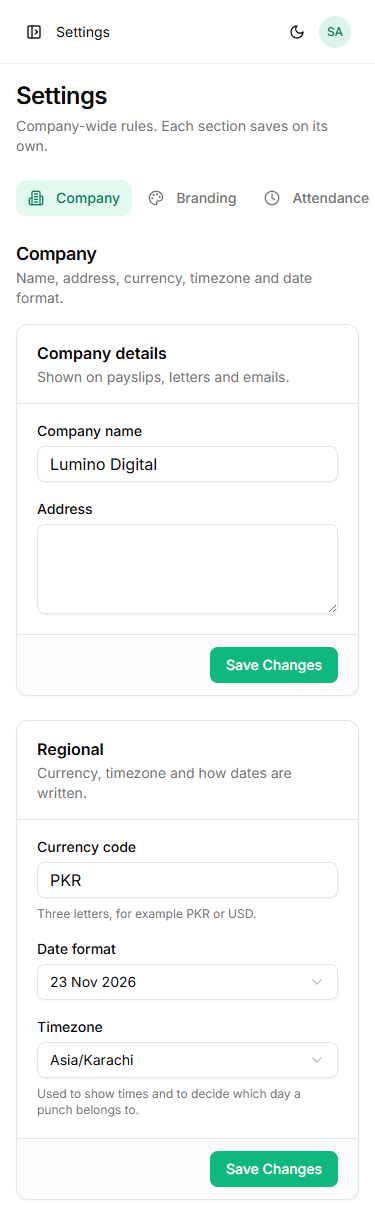 Settings
SA
Settings
Company-wide rules. Each section saves on its
own.
Company
Branding
Attendance
Company
Name, address, currency, timezone and date
format.
Company details
Shown on payslips, letters and emails.
Company name
Lumino Digital
Address
Save Changes
Regional
Currency, timezone and how dates are
written.
Currency code
PKR
Three letters, for example PKR or USD.
Date format
23 Nov 2026
Timezone
Asia/Karachi
Used to show times and to decide which day a
punch belongs to.
Save Changes